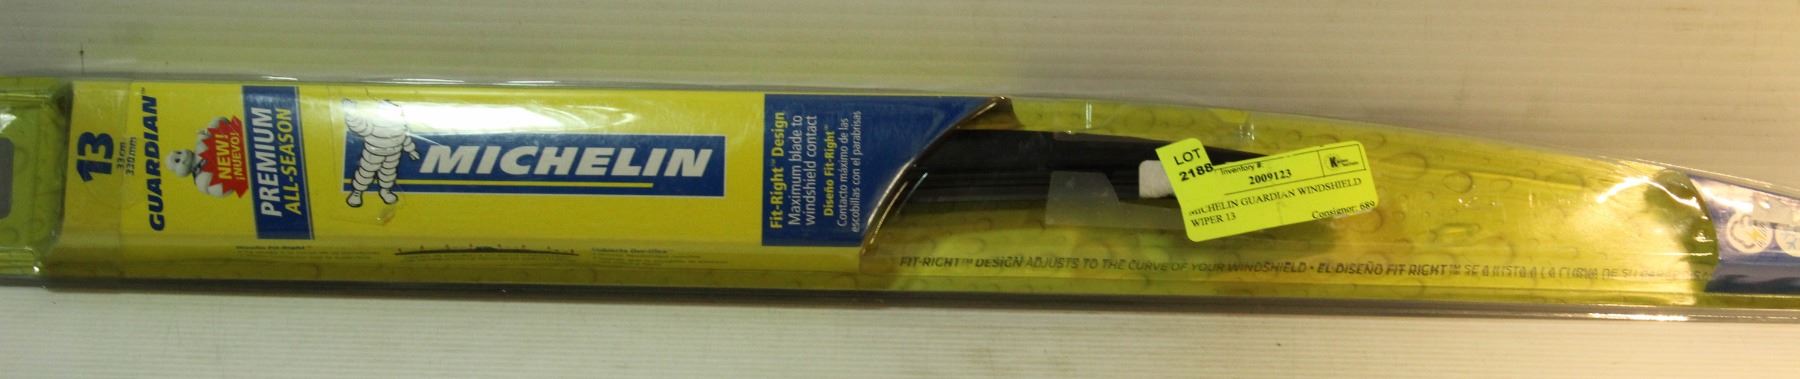 13
33cm
330mm
GUARDIAN™
NEW!
¡NUEVO!
PREMIUM
ALL-SEASON
MICHELIN
Fit-Right™ Design
Maximum blade to
windshield contact
Diseño Fit-Right™
Contacto máximo de las
escobillas con el parabrisas
FIT-RIGHT™ DESIGN ADJUSTS TO THE CURVE OF YOUR WINDSHIELD • EL DISEÑO FIT RIGHT™ SE AJUSTA A LA CURVA DE SU
LOT
2188
Inventory #:
2009123
MICHELIN GUARDIAN WINDSHIELD
WIPER 13
Consignor: 689